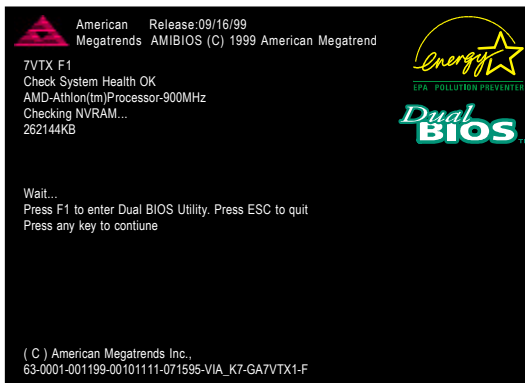 American Release:09/16/99
Megatrends AMIBIOS (C) 1999 American Megatrend
energy
EPA POLLUTION PREVENTER
Dual
BIOS TM
7VTX F1
Check System Health OK
AMD-Athlon(tm)Processor-900MHz
Checking NVRAM...
262144KB
Wait...
Press F1 to enter Dual BIOS Utility. Press ESC to quit
Press any key to contiune
( C ) American Megatrends Inc.,
63-0001-001199-00101111-071595-VIA_K7-GA7VTX1-F